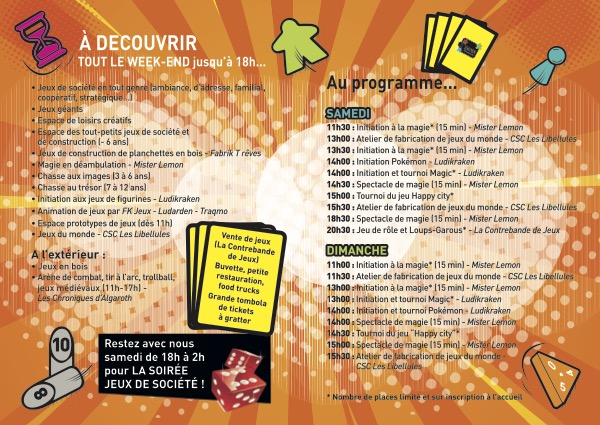 À DECOUVRIR
TOUT LE WEEK-END jusqu'à 18h...
• Jeux de société en tout genre (ambiance, d'adresse, familial,
coopératif, stratégique...)
• Jeux géants
• Espace de loisirs créatifs
• Espace des tout-petits jeux de société et
de construction (- 6 ans)
• Jeux de construction de planchettes en bois - Fabrik T rêves
• Magie en déambulation - Mister Lemon
• Chasse aux images (3 à 6 ans)
• Chasse au trésor (7 à 12 ans)
• Initiation aux jeux de figurines - Ludikraken
• Animation de jeux par FK Jeux - Ludarden - Traqmo
• Espace prototypes de jeux (dès 11h)
• Jeux du monde - CSC Les Libellules
A l'extérieur :
• Jeux en bois
• Arène de combat, tir à l'arc, trollball,
jeux médiévaux (11h-17h) -
Les Chroniques d'Algaroth
Vente de jeux
(La Contrebande
de Jeux)
Buvette, petite
restauration,
food trucks
Grande tombola
de tickets
à gratter
10
8
Restez avec nous
samedi de 18h à 2h
pour LA SOIRÉE
JEUX DE SOCIÉTÉ !
Au programme...
SAMEDI
11h30 : Initiation à la magie* (15 min) - Mister Lemon
13h00 : Atelier de fabrication de jeux du monde - CSC Les Libellules
13h30 : Initiation à la magie* (15 min) - Mister Lemon
14h00 : Initiation Pokémon - Ludikraken
14h00 : Initiation et tournoi Magic* - Ludikraken
14h30 : Spectacle de magie (15 min) - Mister Lemon
15h00 : Tournoi du jeu Happy city*
15h30 : Atelier de fabrication de jeux du monde - CSC Les Libellules
18h30 : Spectacle de magie (15 min) - Mister Lemon
20h30 : Jeu de rôle et Loups-Garous* - La Contrebande de Jeux
DIMANCHE
11h00 : Initiation à la magie* (15 min) - Mister Lemon
11h30 : Atelier de fabrication de jeux du monde - CSC Les Libellules
13h00 : Initiation à la magie* (15 min) - Mister Lemon
13h00 : Initiation et tournoi Magic* - Ludikraken
14h00 : Initiation et tournoi Pokémon - Ludikraken
14h00 : Spectacle de magie (15 min) - Mister Lemon
14h30 : Tournoi du jeu "Happy city"*
15h00 : Spectacle de magie (15 min) - Mister Lemon
15h30 : Atelier de fabrication de jeux du monde
CSC Les Libellules
* Nombre de places limité et sur inscription à l'accueil